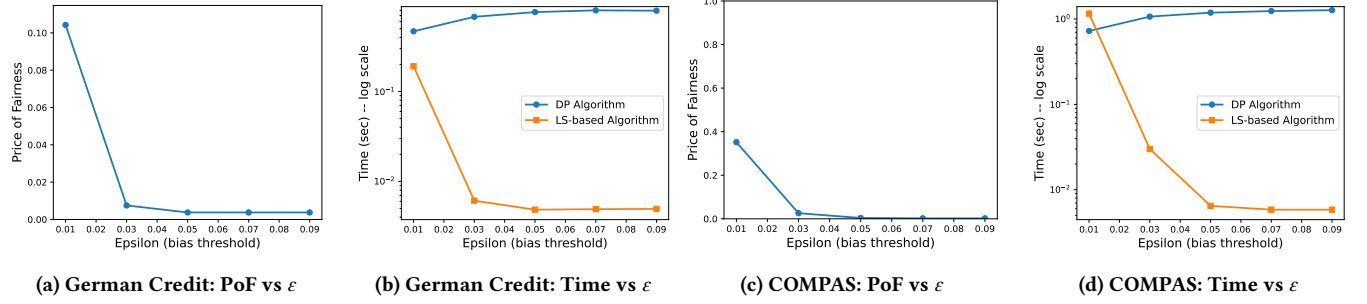 0.10
0.08
0.06
0.04
0.02
0.00
Price of Fairness
0.01 0.02 0.03 0.04 0.05 0.06 0.07 0.08 0.09
Epsilon (bias threshold)
(a) German Credit: PoF vs ε
10⁻¹
10⁻²
Time (sec) -- log scale
DP Algorithm
LS-based Algorithm
0.01 0.02 0.03 0.04 0.05 0.06 0.07 0.08 0.09
Epsilon (bias threshold)
(b) German Credit: Time vs ε
1.0
0.8
0.6
0.4
0.2
0.0
Price of Fairness
0.01 0.02 0.03 0.04 0.05 0.06 0.07 0.08 0.09
Epsilon (bias threshold)
(c) COMPAS: PoF vs ε
10⁰
10⁻¹
10⁻²
Time (sec) -- log scale
DP Algorithm
LS-based Algorithm
0.01 0.02 0.03 0.04 0.05 0.06 0.07 0.08 0.09
Epsilon (bias threshold)
(d) COMPAS: Time vs ε